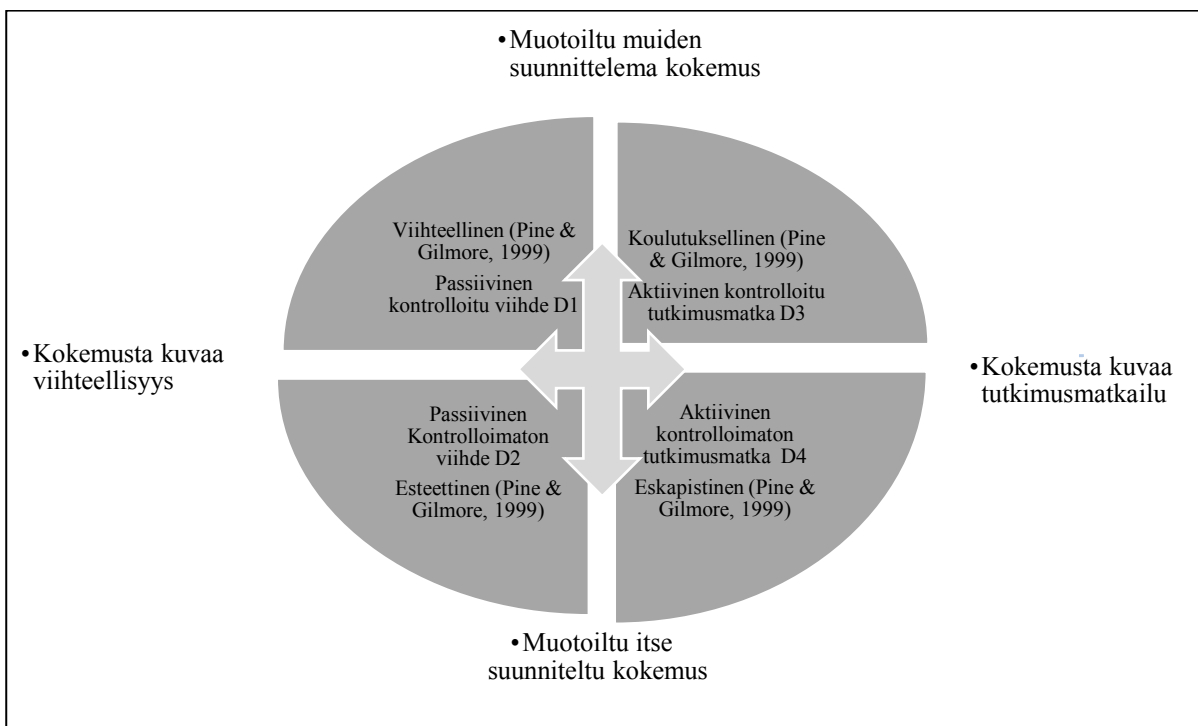 •Muotoiltu muiden
suunnittelema kokemus
Viihteellinen (Pine &
Gilmore, 1999)
Passiivinen
kontrolloitu viihde D1
Koulutuksellinen (Pine
& Gilmore, 1999)
Aktiivinen kontrolloitu
tutkimusmatka D3
•Kokemusta kuvaa
viihteellisyys
•Kokemusta kuvaa
tutkimusmatkailu
Passiivinen
Kontrolloimaton
viihde D2
Esteettinen (Pine &
Gilmore, 1999)
Aktiivinen
kontrolloimaton
tutkimusmatka D4
Eskapistinen (Pine &
Gilmore, 1999)
•Muotoiltu itse
suunniteltu kokemus